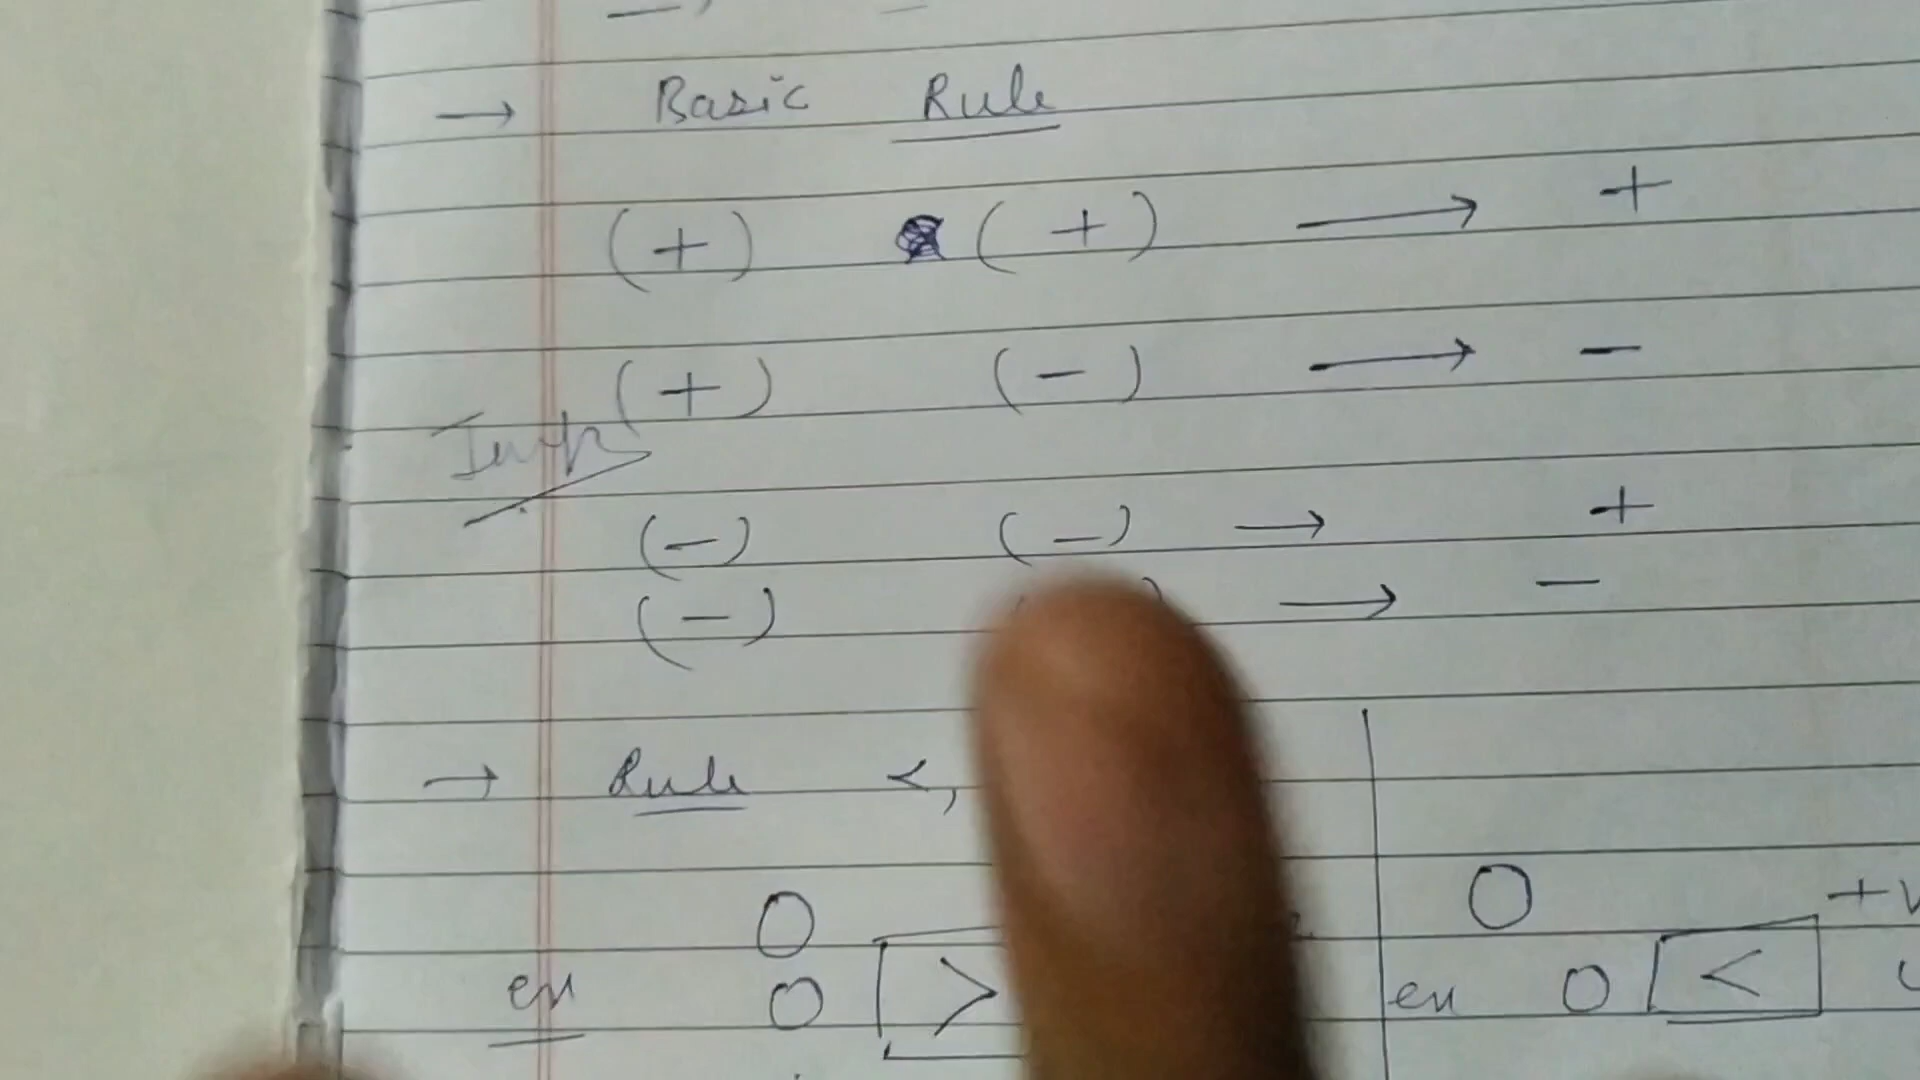 → Basic Rule
(+) (+) → +
(+) (-) → -
Imp
(-) (-) → +
(-) → -
→ Rule <,
0 0 +v
ex 0 > ex 0 <